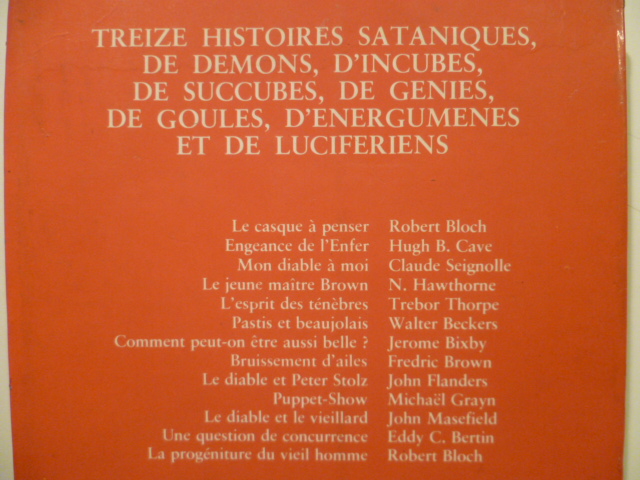 TREIZE HISTOIRES SATANIQUES,
DE DEMONS, D'INCUBES,
DE SUCCUBES, DE GENIES,
DE GOULES, D'ENERGUMENES
ET DE LUCIFERIENS
Le casque à penser Robert Bloch
Engeance de l'Enfer Hugh B. Cave
Mon diable à moi Claude Seignolle
Le jeune maître Brown N. Hawthorne
L'esprit des ténèbres Trebor Thorpe
Pastis et beaujolais Walter Beckers
Comment peut-on être aussi belle ? Jerome Bixby
Bruissement d'ailes Fredric Brown
Le diable et Peter Stolz John Flanders
Puppet-Show Michaël Grayn
Le diable et le vieillard John Masefield
Une question de concurrence Eddy C. Bertin
La progéniture du vieil homme Robert Bloch